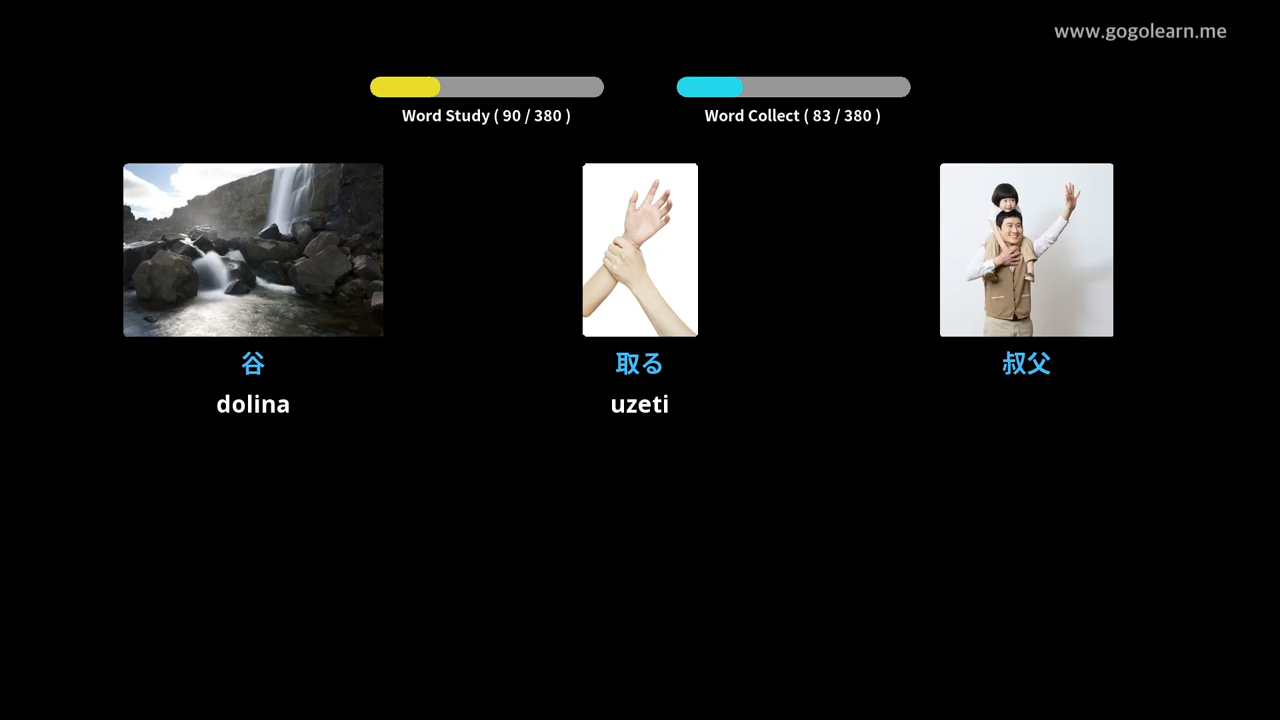 www.gogolearn.me
Word Study ( 90 / 380 )
Word Collect ( 83 / 380 )
谷
取る
叔父
dolina
uzeti